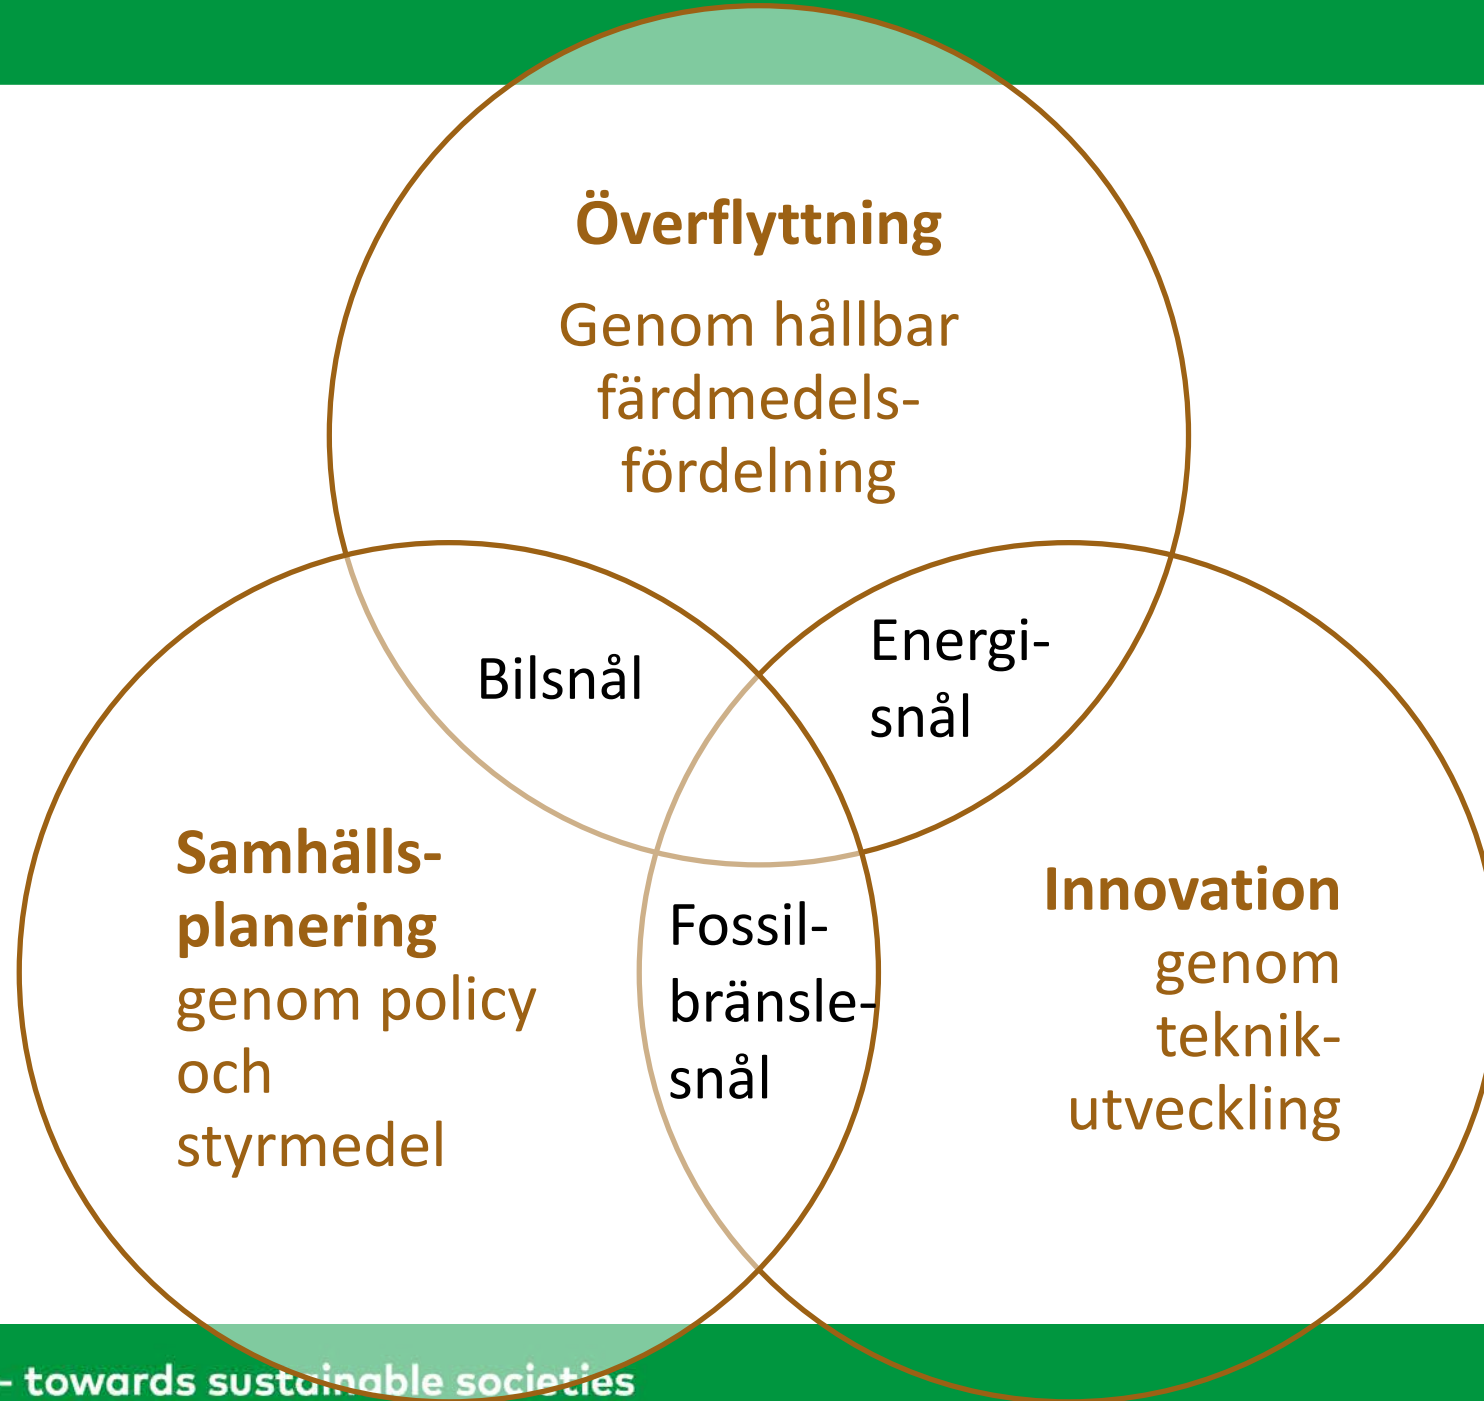 Överflyttning
Genom hållbar
färdmedels-
fördelning
Bilsnål
Energi-
snål
Samhälls-
planering
genom policy
och
styrmedel
Fossil-
bränsle-
snål
Innovation
genom
teknik-
utveckling
- towards sustainable societies